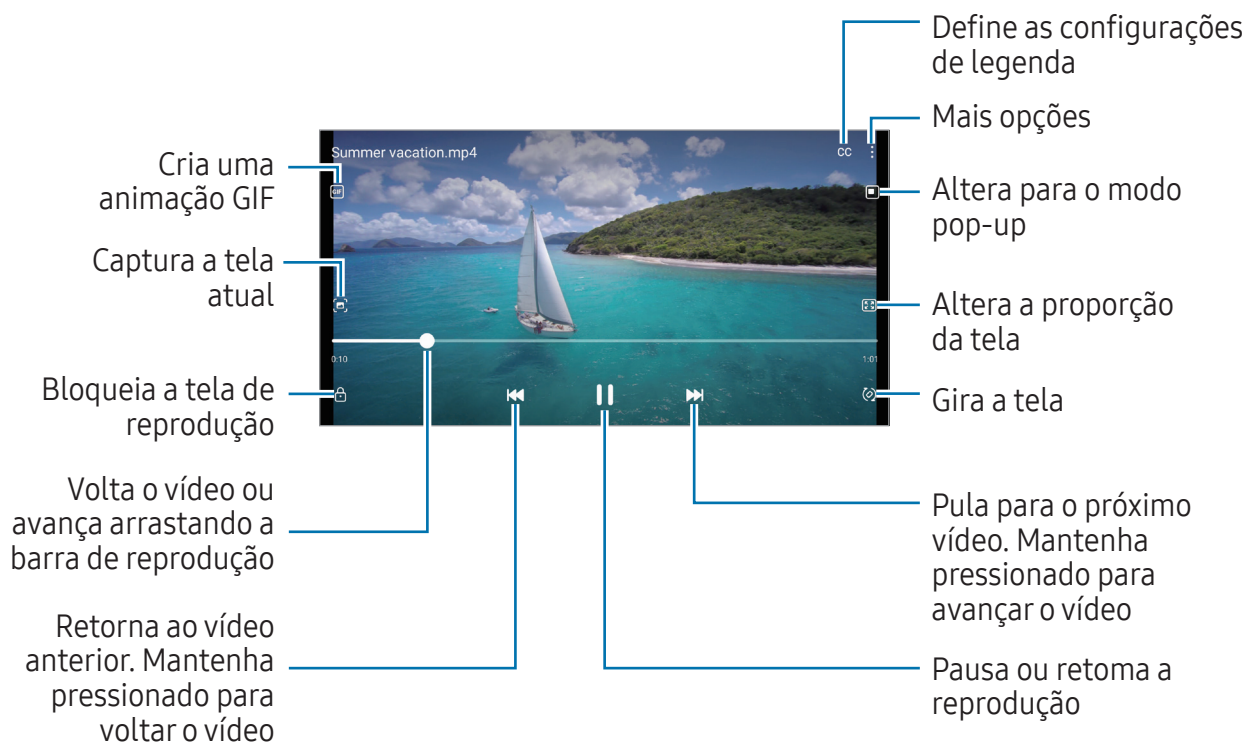 Define as configurações
de legenda
Mais opções
Altera para o modo
pop-up
Altera a proporção
da tela
Gira a tela
Pula para o próximo
vídeo. Mantenha
pressionado para
avançar o vídeo
Pausa ou retoma a
reprodução
Cria uma
animação GIF
Captura a tela
atual
Bloqueia a tela de
reprodução
Volta o vídeo ou
avança arrastando a
barra de reprodução
Retorna ao vídeo
anterior. Mantenha
pressionado para
voltar o vídeo
Summer vacation.mp4
CC
GIF
0:10
1:01